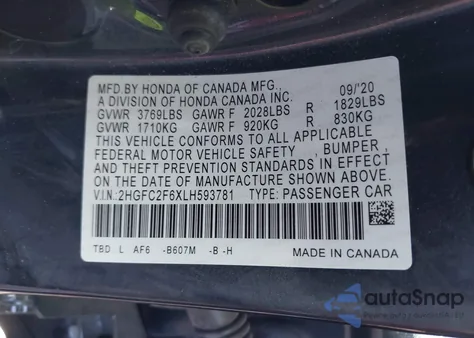 MFD.BY HONDA OF CANADA MFG.,
A DIVISION OF HONDA CANADA INC. 09/20
GVWR 3769LBS GAWR F 2028LBS R 1829LBS
GVWR 1710KG GAWR F 920KG R 830KG
THIS VEHICLE CONFORMS TO ALL APPLICABLE
FEDERAL MOTOR VEHICLE SAFETY , BUMPER ,
AND THEFT PREVENTION STANDARDS IN EFFECT
ON THE DATE OF MANUFACTURE SHOWN ABOVE.
V.I.N. 2HGFC2F6XLH593781 TYPE: PASSENGER CAR
TBD L AF6 -B607M -B -H MADE IN CANADA
autoSnap